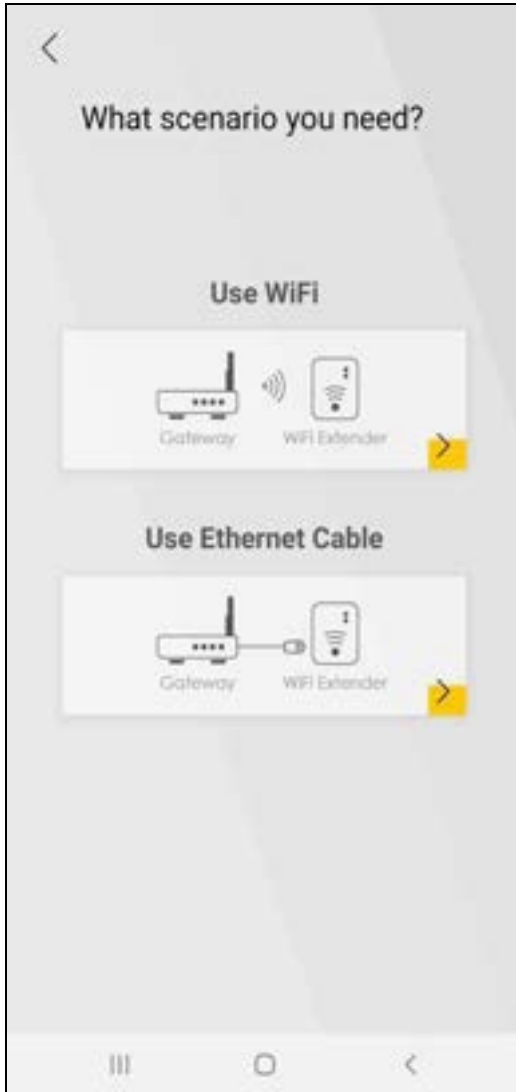 What scenario you need?
Use WiFi
Gateway WiFi Extender
Use Ethernet Cable
Gateway WiFi Extender